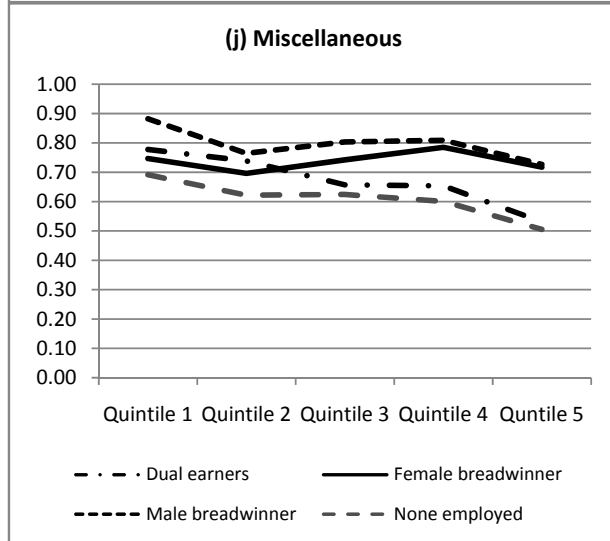 (j) Miscellaneous
1.00
0.90
0.80
0.70
0.60
0.50
0.40
0.30
0.20
0.10
0.00
Quintile 1 Quintile 2 Quintile 3 Quintile 4 Quntile 5
Dual earners Female breadwinner
Male breadwinner None employed